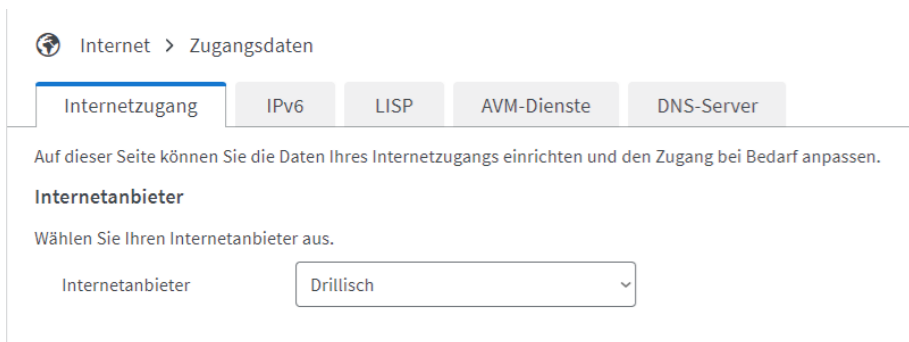 Internet > Zugangsdaten
Internetzugang IPv6 LISP AVM-Dienste DNS-Server
Auf dieser Seite können Sie die Daten Ihres Internetzugangs einrichten und den Zugang bei Bedarf anpassen.
Internetanbieter
Wählen Sie Ihren Internetanbieter aus.
Internetanbieter Drillisch